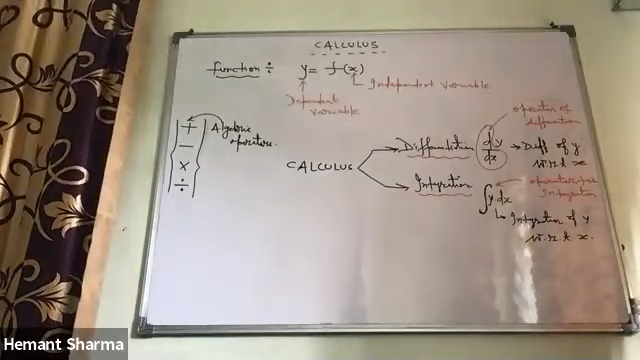 CALCULUS
function ÷ y = f(x) Independent variable
Dependent
variable
+ Algebraic
operators.
−
×
÷
CALCULUS
Differentiation dy/dx → Diff of y
w.r.t x
operator of
differentiation
Integration ∫y.dx
operator for
Integration
Integration of y
w.r.t x.
Hemant Sharma